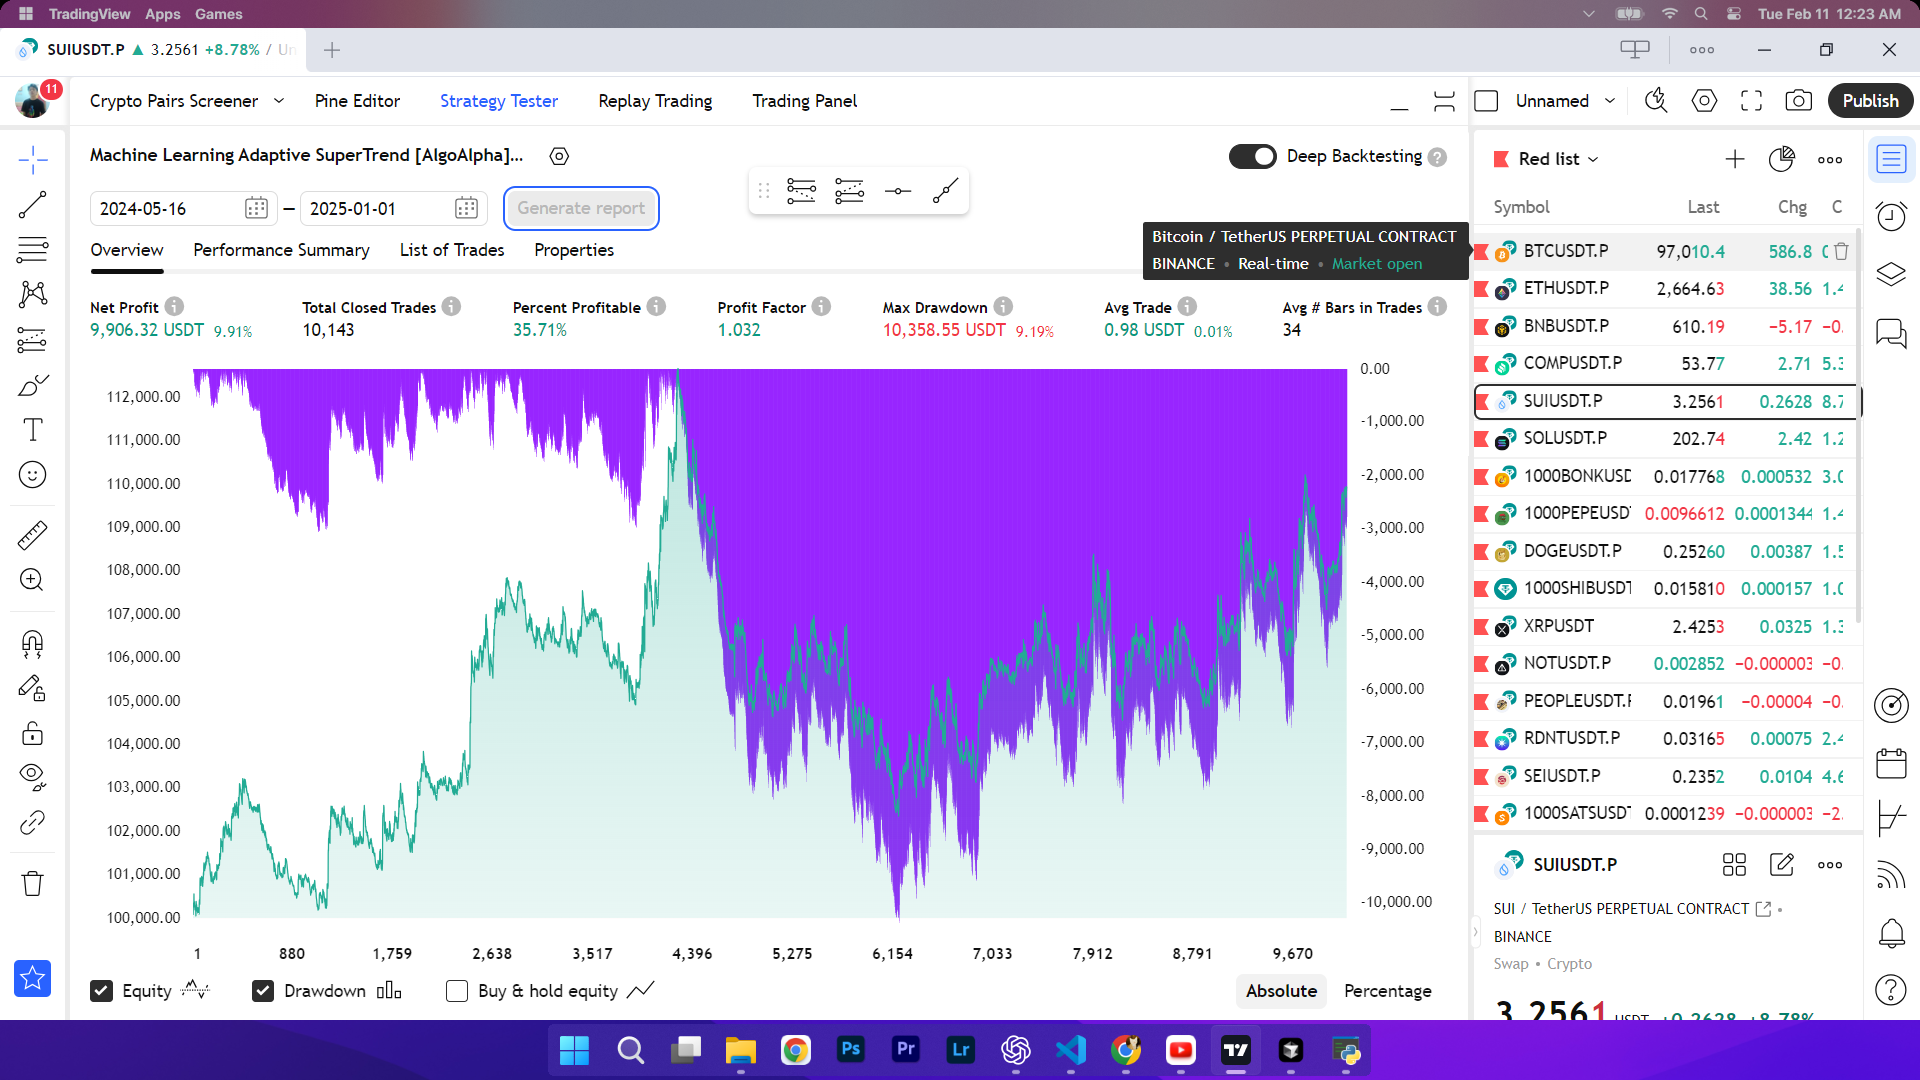 TradingView Apps Games
Tue Feb 11 12:23 AM
SUIUSDT.P ▲ 3.2561 +8.78% / Un
11
Crypto Pairs Screener Pine Editor Strategy Tester Replay Trading Trading Panel
Unnamed Publish
Machine Learning Adaptive SuperTrend [AlgoAlpha]...
Deep Backtesting ?
2024-05-16 — 2025-01-01 Generate report
Overview Performance Summary List of Trades Properties
Bitcoin / TetherUS PERPETUAL CONTRACT
BINANCE • Real-time • Market open
Net Profit Total Closed Trades Percent Profitable Profit Factor Max Drawdown Avg Trade Avg # Bars in Trades
9,906.32 USDT 9.91% 10,143 35.71% 1.032 10,358.55 USDT 9.19% 0.98 USDT 0.01% 34
112,000.00
111,000.00
110,000.00
109,000.00
108,000.00
107,000.00
106,000.00
105,000.00
104,000.00
103,000.00
102,000.00
101,000.00
100,000.00
0.00
-1,000.00
-2,000.00
-3,000.00
-4,000.00
-5,000.00
-6,000.00
-7,000.00
-8,000.00
-9,000.00
-10,000.00
1 880 1,759 2,638 3,517 4,396 5,275 6,154 7,033 7,912 8,791 9,670
Equity Drawdown Buy & hold equity
Absolute Percentage
Red list
Symbol Last Chg C
BTCUSDT.P 97,010.4 586.8
ETHUSDT.P 2,664.63 38.56 1.4
BNBUSDT.P 610.19 −5.17 −0.
COMPUSDT.P 53.77 2.71 5.3
SUIUSDT.P 3.2561 0.2628 8.7
SOLUSDT.P 202.74 2.42 1.2
1000BONKUSD 0.017768 0.000532 3.0
1000PEPEUSD 0.0096612 0.0001344 1.4
DOGEUSDT.P 0.25260 0.00387 1.5
1000SHIBUSDT 0.015810 0.000157 1.0
XRPUSDT 2.4253 0.0325 1.3
NOTUSDT.P 0.002852 −0.000003 −0.
PEOPLEUSDT.P 0.01961 −0.00004 −0.
RDNTUSDT.P 0.03165 0.00075 2.4
SEIUSDT.P 0.2352 0.0104 4.6
1000SATSUSDT 0.0001239 −0.000003 −2.
SUIUSDT.P
SUI / TetherUS PERPETUAL CONTRACT •
BINANCE
Swap • Crypto
3.2561 USDT +0.2628 +8.78%
Ps Pr Lr